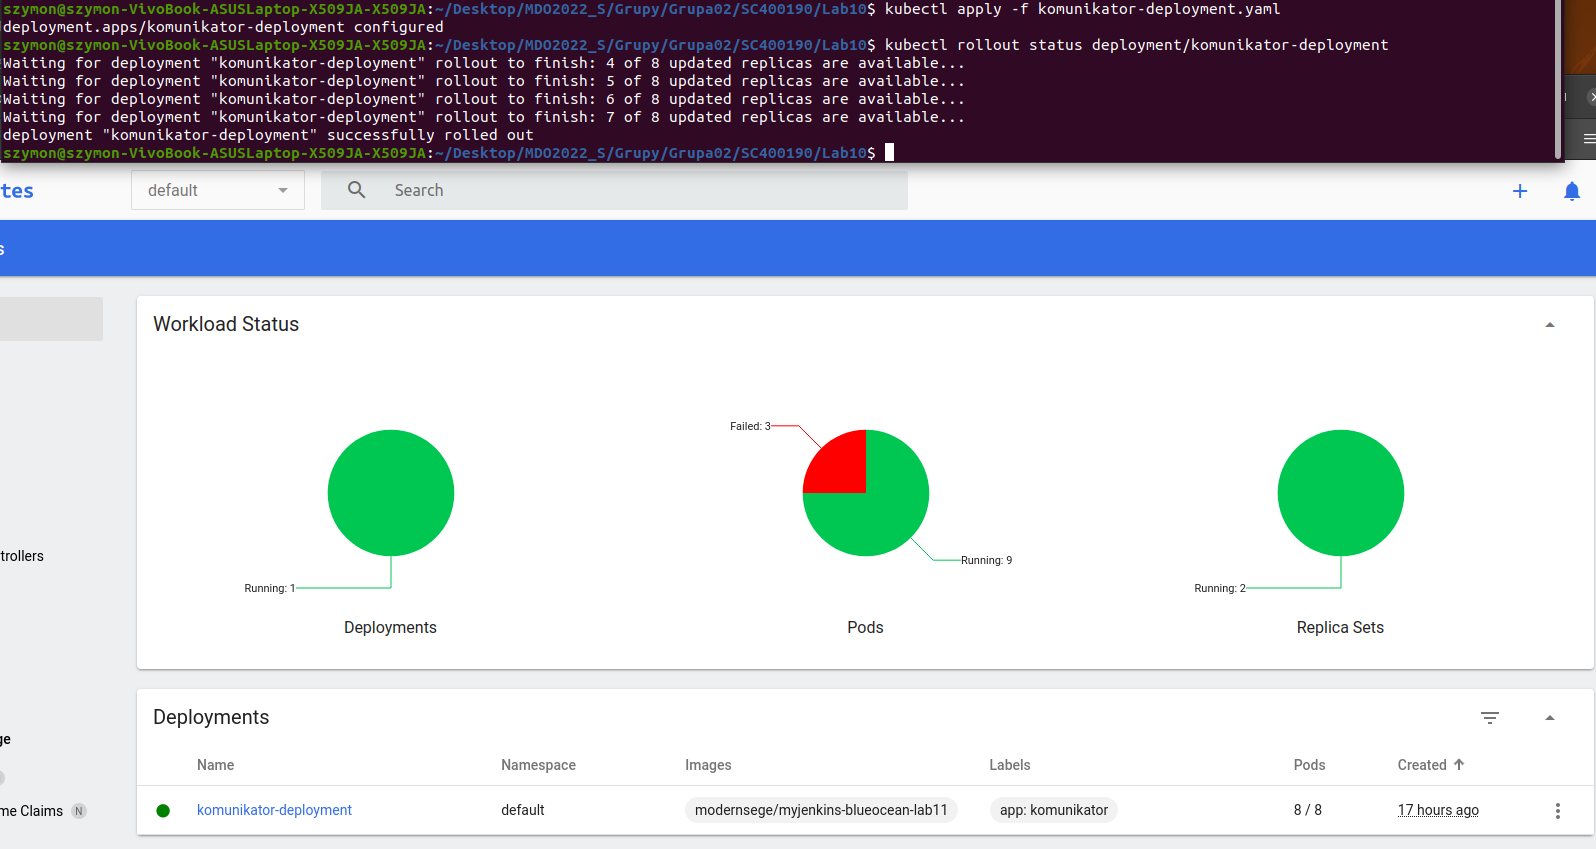 szymon@szymon-VivoBook-ASUSLaptop-X509JA-X509JA:~/Desktop/MDO2022_S/Grupy/Grupa02/SC400190/Lab10$ kubectl apply -f komunikator-deployment.yaml
deployment.apps/komunikator-deployment configured
szymon@szymon-VivoBook-ASUSLaptop-X509JA-X509JA:~/Desktop/MDO2022_S/Grupy/Grupa02/SC400190/Lab10$ kubectl rollout status deployment/komunikator-deployment
Waiting for deployment "komunikator-deployment" rollout to finish: 4 of 8 updated replicas are available...
Waiting for deployment "komunikator-deployment" rollout to finish: 5 of 8 updated replicas are available...
Waiting for deployment "komunikator-deployment" rollout to finish: 6 of 8 updated replicas are available...
Waiting for deployment "komunikator-deployment" rollout to finish: 7 of 8 updated replicas are available...
deployment "komunikator-deployment" successfully rolled out
szymon@szymon-VivoBook-ASUSLaptop-X509JA-X509JA:~/Desktop/MDO2022_S/Grupy/Grupa02/SC400190/Lab10$
tes default Search
s
Workload Status
Failed: 3
Running: 9
Running: 1
Running: 2
Deployments Pods Replica Sets
trollers
ge
me Claims N
Deployments
Name Namespace Images Labels Pods Created
komunikator-deployment default modernsege/myjenkins-blueocean-lab11 app: komunikator 8 / 8 17 hours ago